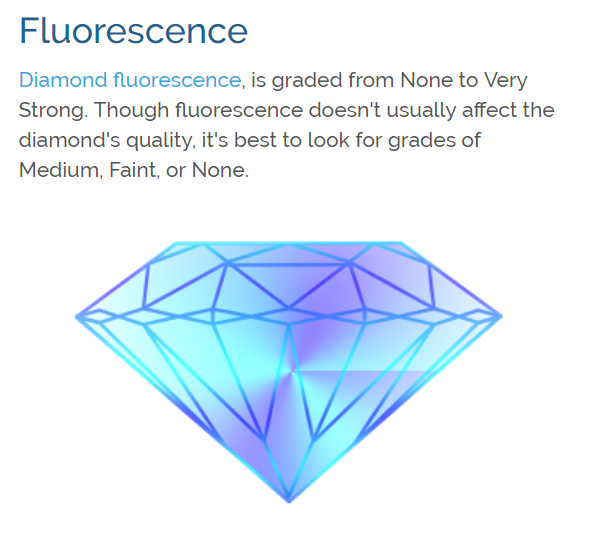 Fluorescence
Diamond fluorescence, is graded from None to Very
Strong. Though fluorescence doesn't usually affect the
diamond's quality, it's best to look for grades of
Medium, Faint, or None.